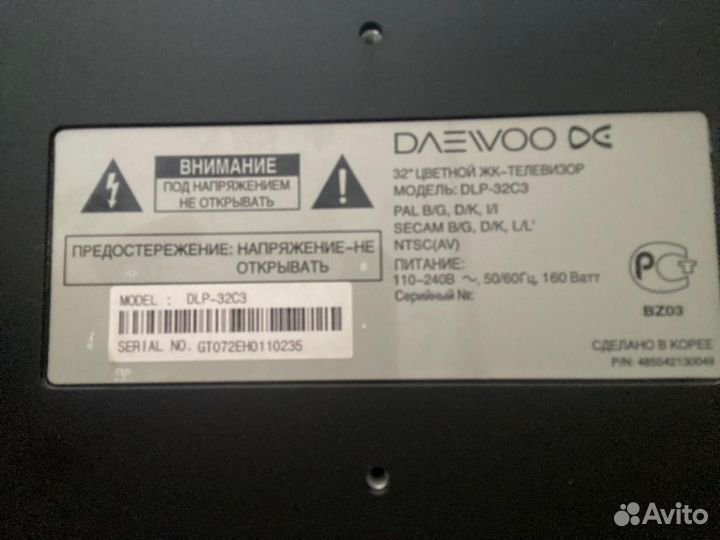 ВНИМАНИЕ
ПОД НАПРЯЖЕНИЕМ
НЕ ОТКРЫВАТЬ
ПРЕДОСТЕРЕЖЕНИЕ: НАПРЯЖЕНИЕ-НЕ
ОТКРЫВАТЬ
MODEL : DLP-32C3
SERIAL NO. GT072EH0110235
DAEWOO
32" ЦВЕТНОЙ ЖК-ТЕЛЕВИЗОР
МОДЕЛЬ: DLP-32C3
PAL B/G, D/K, I/I
SECAM B/G, D/K, L/L'
NTSC(AV)
ПИТАНИЕ:
110-240В ~, 50/60Гц, 160 Ватт
Серийный №:
РСТ
BZ03
СДЕЛАНО В КОРЕЕ
P/N: 485542130049
Avito